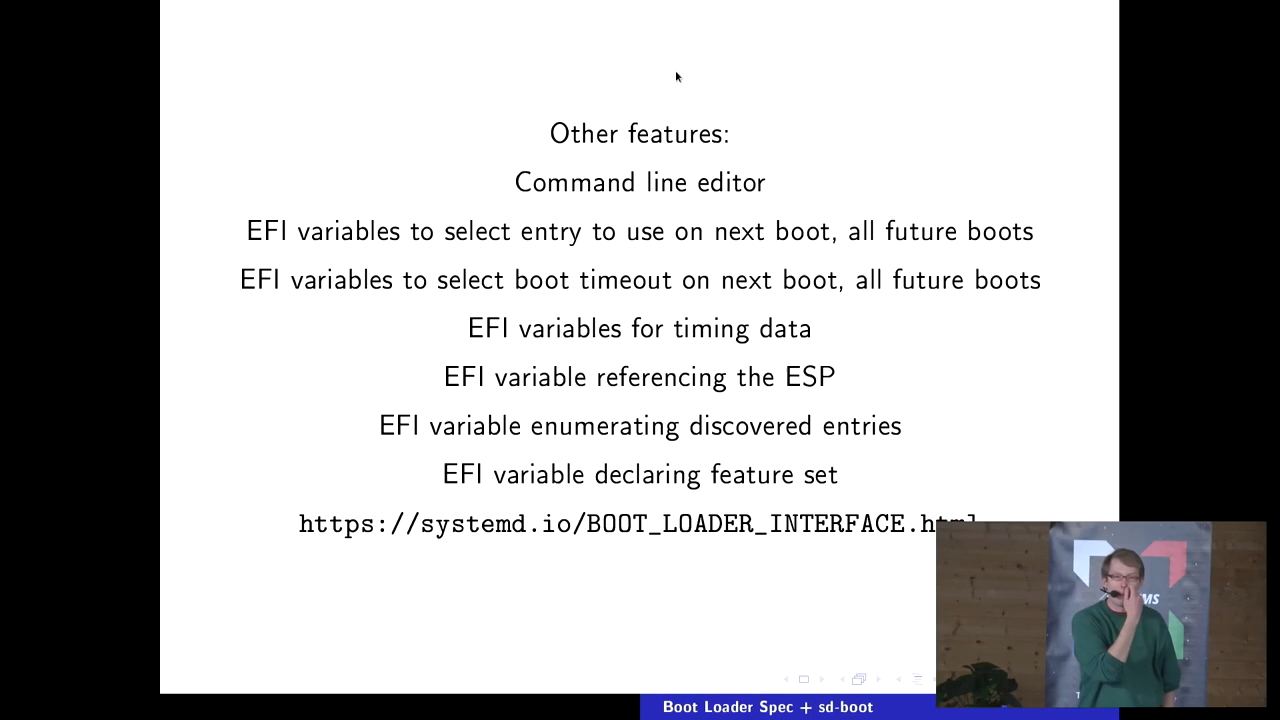 Other features:
Command line editor
EFI variables to select entry to use on next boot, all future boots
EFI variables to select boot timeout on next boot, all future boots
EFI variables for timing data
EFI variable referencing the ESP
EFI variable enumerating discovered entries
EFI variable declaring feature set
https://systemd.io/BOOT_LOADER_INTERFACE.html
Boot Loader Spec + sd-boot